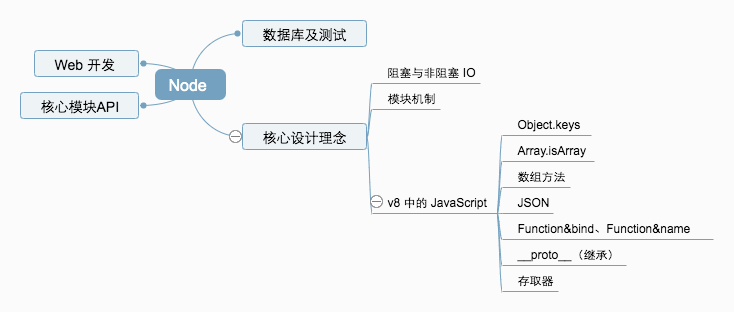 Node
Web 开发
核心模块API
数据库及测试
核心设计理念
阻塞与非阻塞 IO
模块机制
v8 中的 JavaScript
Object.keys
Array.isArray
数组方法
JSON
Function&bind、Function&name
__proto__（继承）
存取器